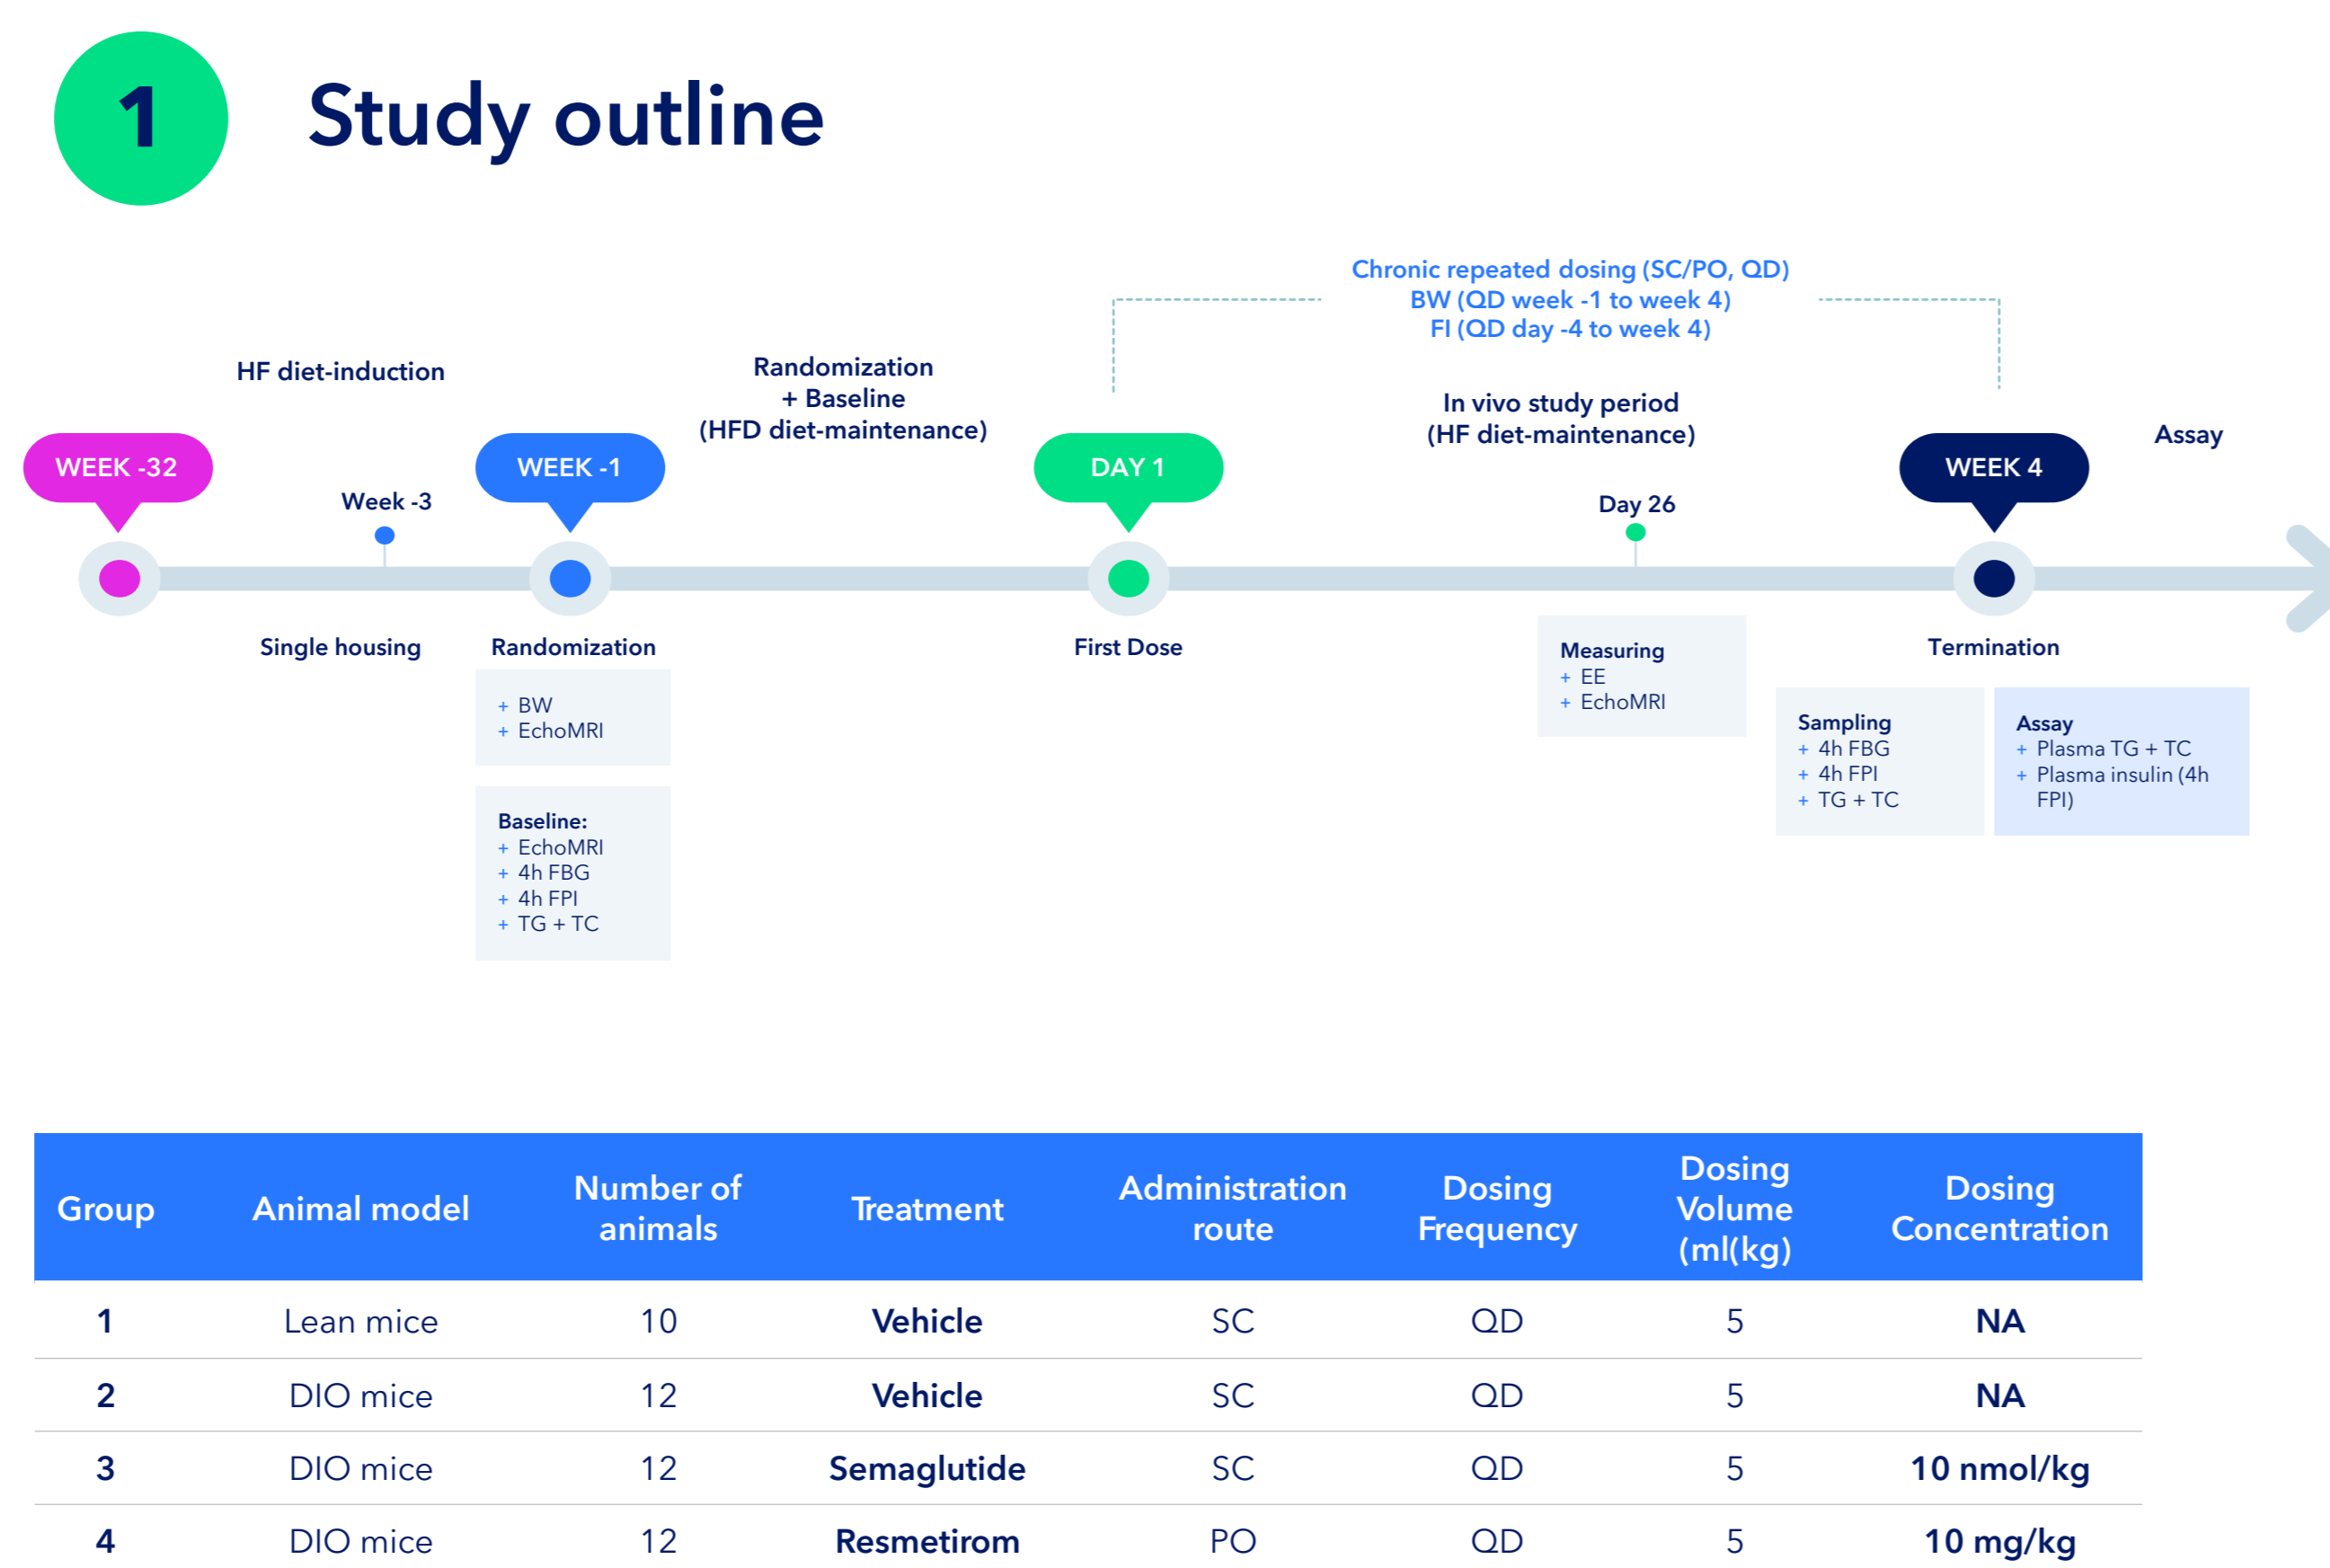 1
Study outline
Chronic repeated dosing (SC/PO, QD)
BW (QD week -1 to week 4)
FI (QD day -4 to week 4)
HF diet-induction
Randomization
+ Baseline
(HFD diet-maintenance)
In vivo study period
(HF diet-maintenance)
Assay
WEEK -32
Week -3
WEEK -1
DAY 1
Day 26
WEEK 4
Single housing
Randomization
+ BW
+ EchoMRI
Baseline:
+ EchoMRI
+ 4h FBG
+ 4h FPI
+ TG + TC
First Dose
Measuring
+ EE
+ EchoMRI
Termination
Sampling
+ 4h FBG
+ 4h FPI
+ TG + TC
Assay
+ Plasma TG + TC
+ Plasma insulin (4h
FPI)
Group Animal model Number of animals Treatment Administration route Dosing Frequency Dosing Volume (ml(kg) Dosing Concentration
1 Lean mice 10 Vehicle SC QD 5 NA
2 DIO mice 12 Vehicle SC QD 5 NA
3 DIO mice 12 Semaglutide SC QD 5 10 nmol/kg
4 DIO mice 12 Resmetirom PO QD 5 10 mg/kg